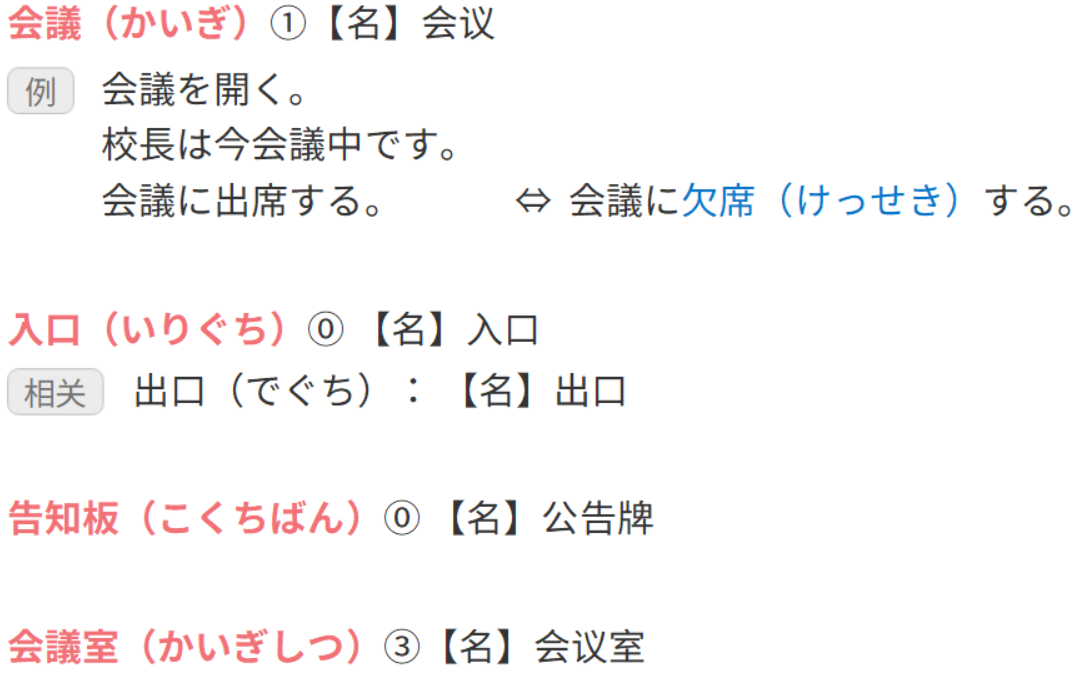 会議（かいぎ）①【名】会议
例 会議を開く。
校長は今会議中です。
会議に出席する。 ⇔ 会議に欠席（けっせき）する。
入口（いりぐち）⓪【名】入口
相关 出口（でぐち）：【名】出口
告知板（こくちばん）⓪【名】公告牌
会議室（かいぎしつ）③【名】会议室